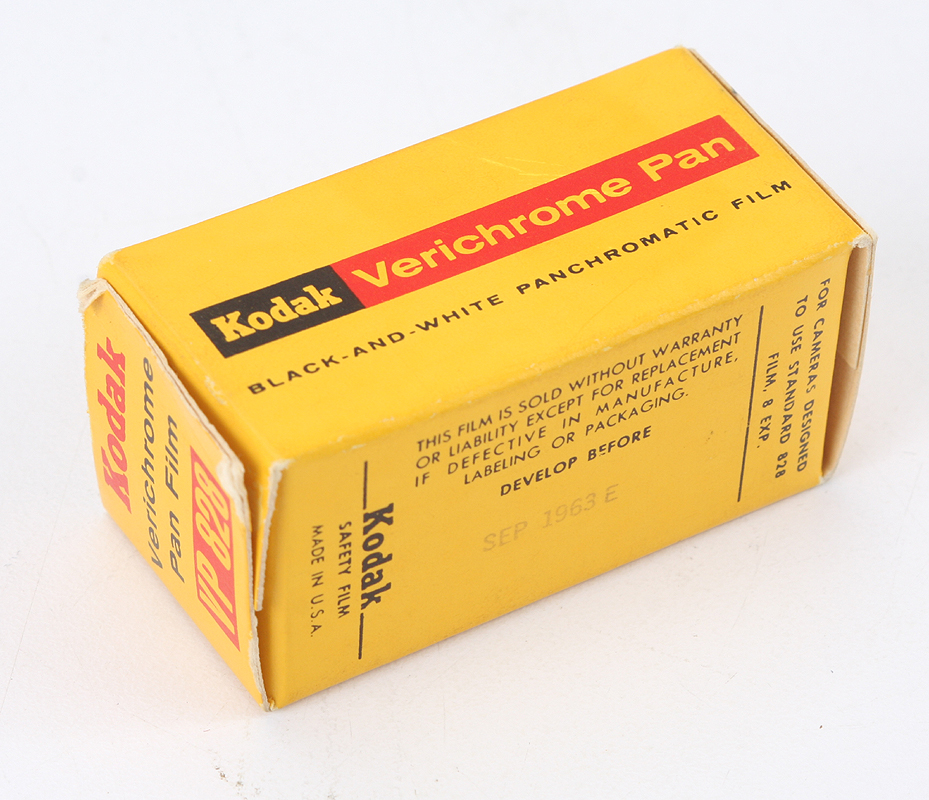 Kodak Verichrome Pan
BLACK-AND-WHITE PANCHROMATIC FILM
Kodak
Verichrome
Pan Film
VP 828
Kodak
SAFETY FILM
MADE IN U.S.A.
THIS FILM IS SOLD WITHOUT WARRANTY
OR LIABILITY EXCEPT FOR REPLACEMENT
IF DEFECTIVE IN MANUFACTURE,
LABELING OR PACKAGING.
DEVELOP BEFORE
SEP 1963 E
FOR CAMERAS DESIGNED
TO USE STANDARD 828
FILM, 8 EXP.